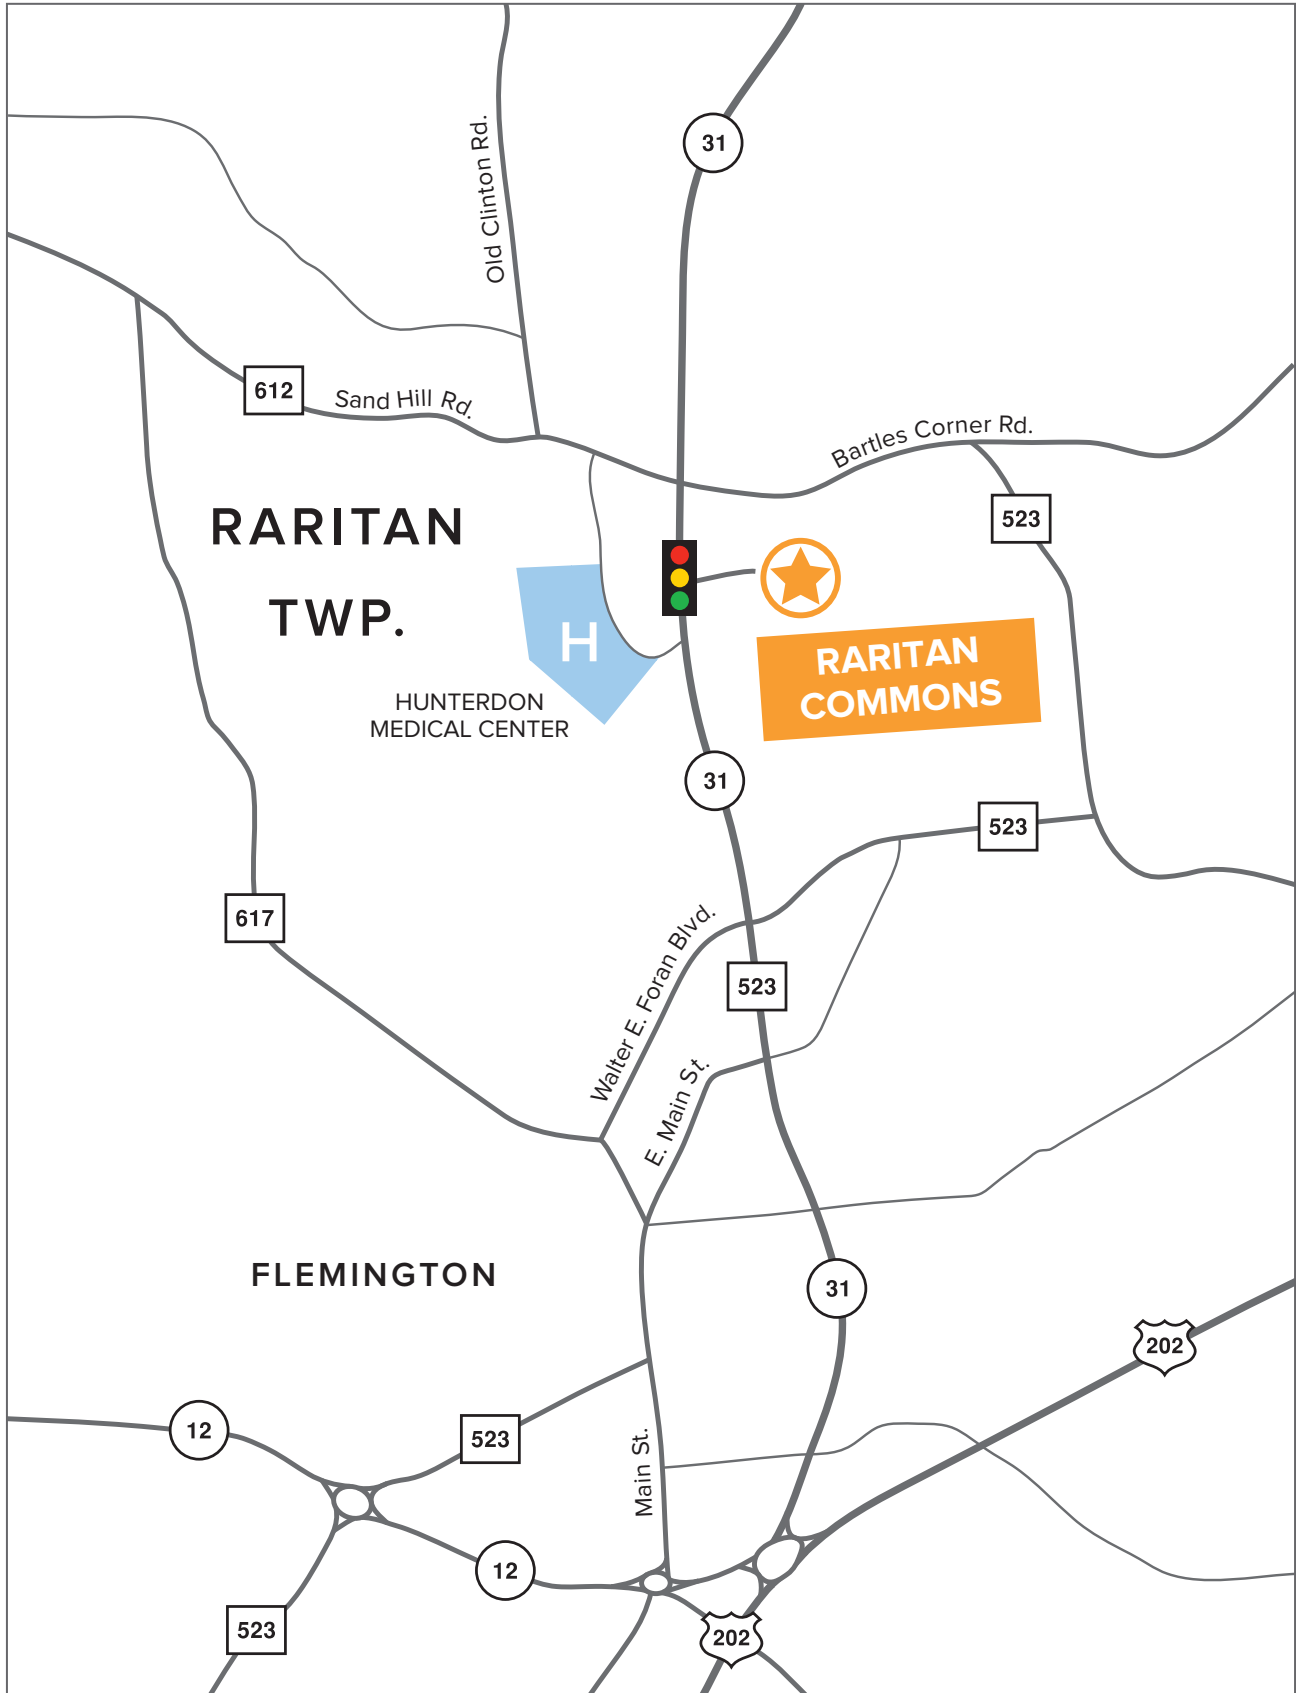 31
Old Clinton Rd.
612
Sand Hill Rd.
Bartles Corner Rd.
523
RARITAN
TWP.
H
HUNTERDON
MEDICAL CENTER
RARITAN
COMMONS
31
523
617
Walter E. Foran Blvd.
523
E. Main St.
FLEMINGTON
31
202
12
523
Main St.
12
523
202